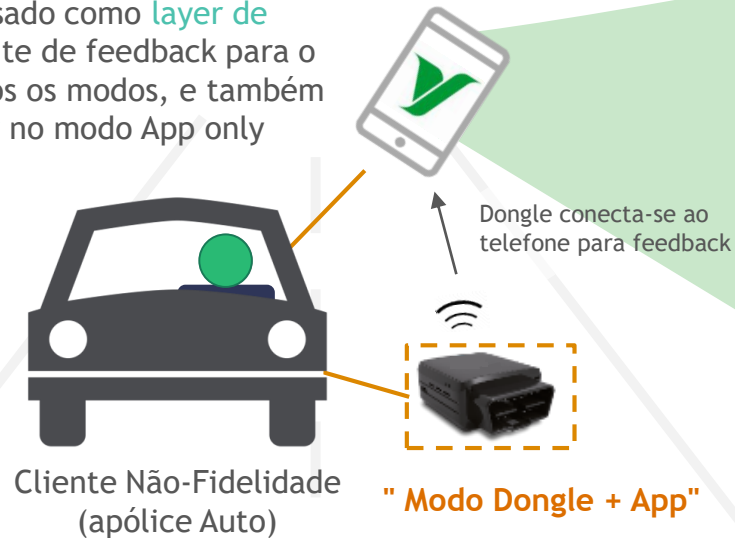 sado como layer de
te de feedback para o
os os modos, e também
no modo App only
Dongle conecta-se ao
telefone para feedback
Cliente Não-Fidelidade
(apólice Auto)
" Modo Dongle + App"